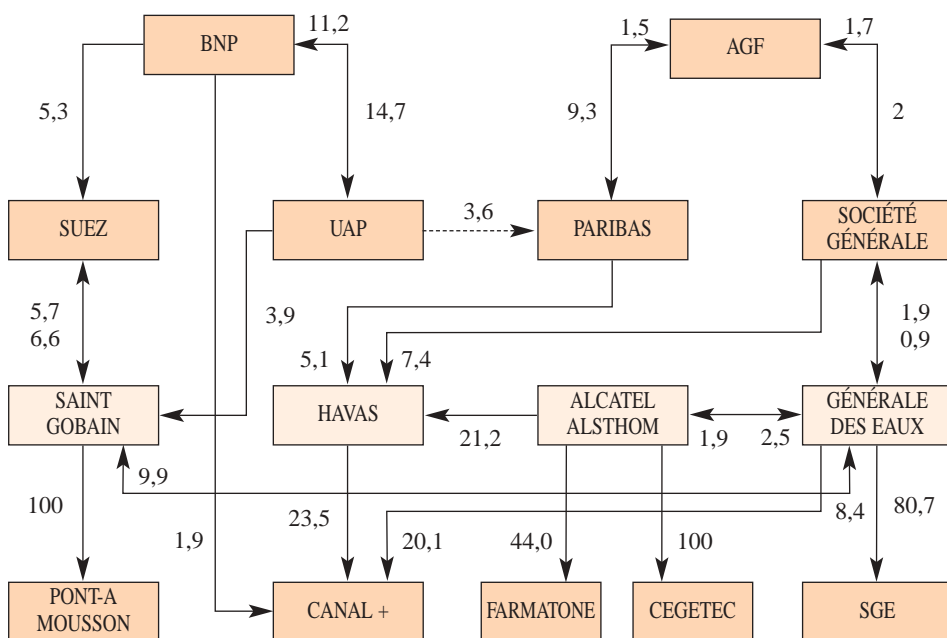 11,2
BNP
1,5
AGF
1,7
5,3
14,7
9,3
2
SUEZ
UAP
3,6
PARIBAS
SOCIÉTÉ
GÉNÉRALE
5,7
6,6
3,9
5,1
7,4
1,9
0,9
SAINT
GOBAIN
HAVAS
ALCATEL
ALSTHOM
GÉNÉRALE
DES EAUX
21,2
1,9
2,5
9,9
100
1,9
23,5
20,1
44,0
100
8,4
80,7
PONT-A
MOUSSON
CANAL +
FARMATONE
CEGETEC
SGE